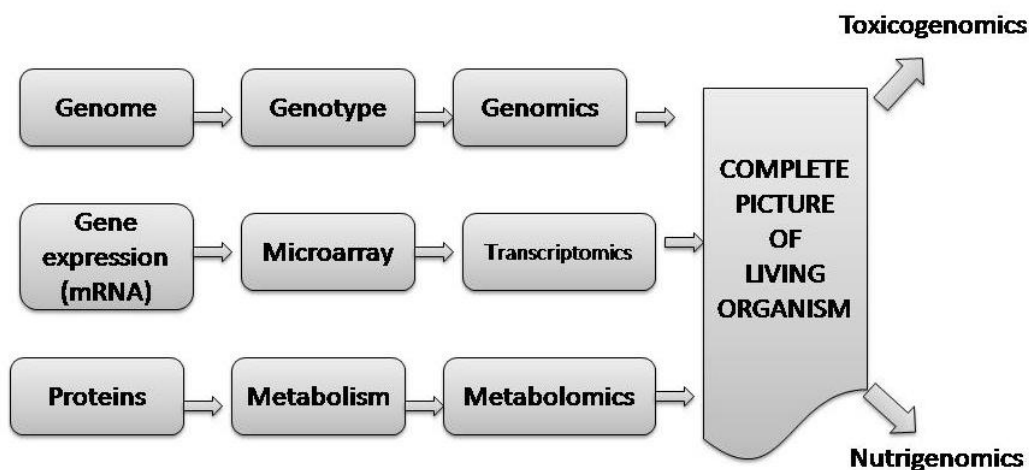 Toxicogenomics
Genome
Genotype
Genomics
Gene
expression
(mRNA)
Microarray
Transcriptomics
COMPLETE
PICTURE
OF
LIVING
ORGANISM
Proteins
Metabolism
Metabolomics
Nutrigenomics